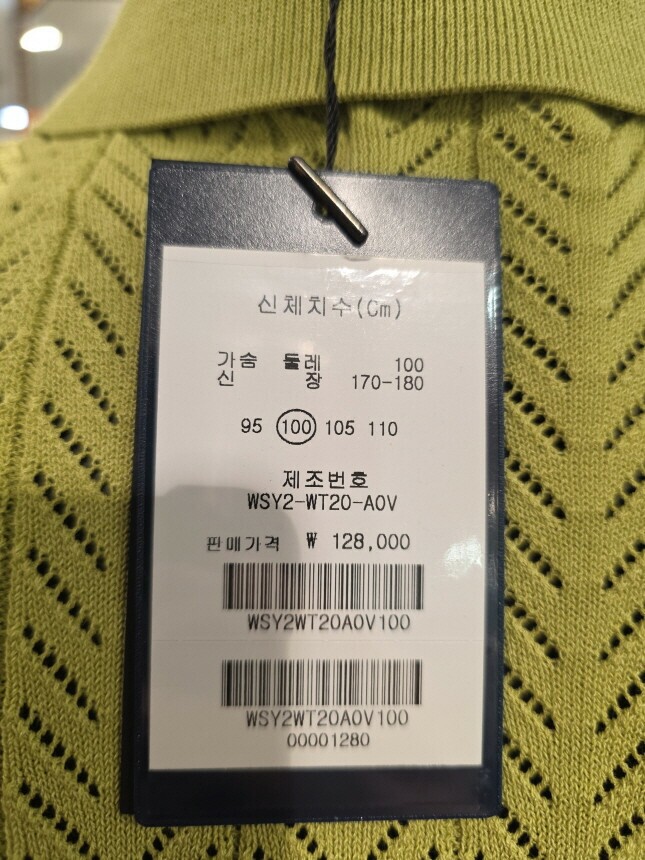 신체치수(Cm)
가슴 둘레 100
신 장 170-180
95 100 105 110
제조번호
WSY2-WT20-A0V
판매가격 ₩ 128,000
WSY2WT20A0V100
WSY2WT20A0V100
00001280